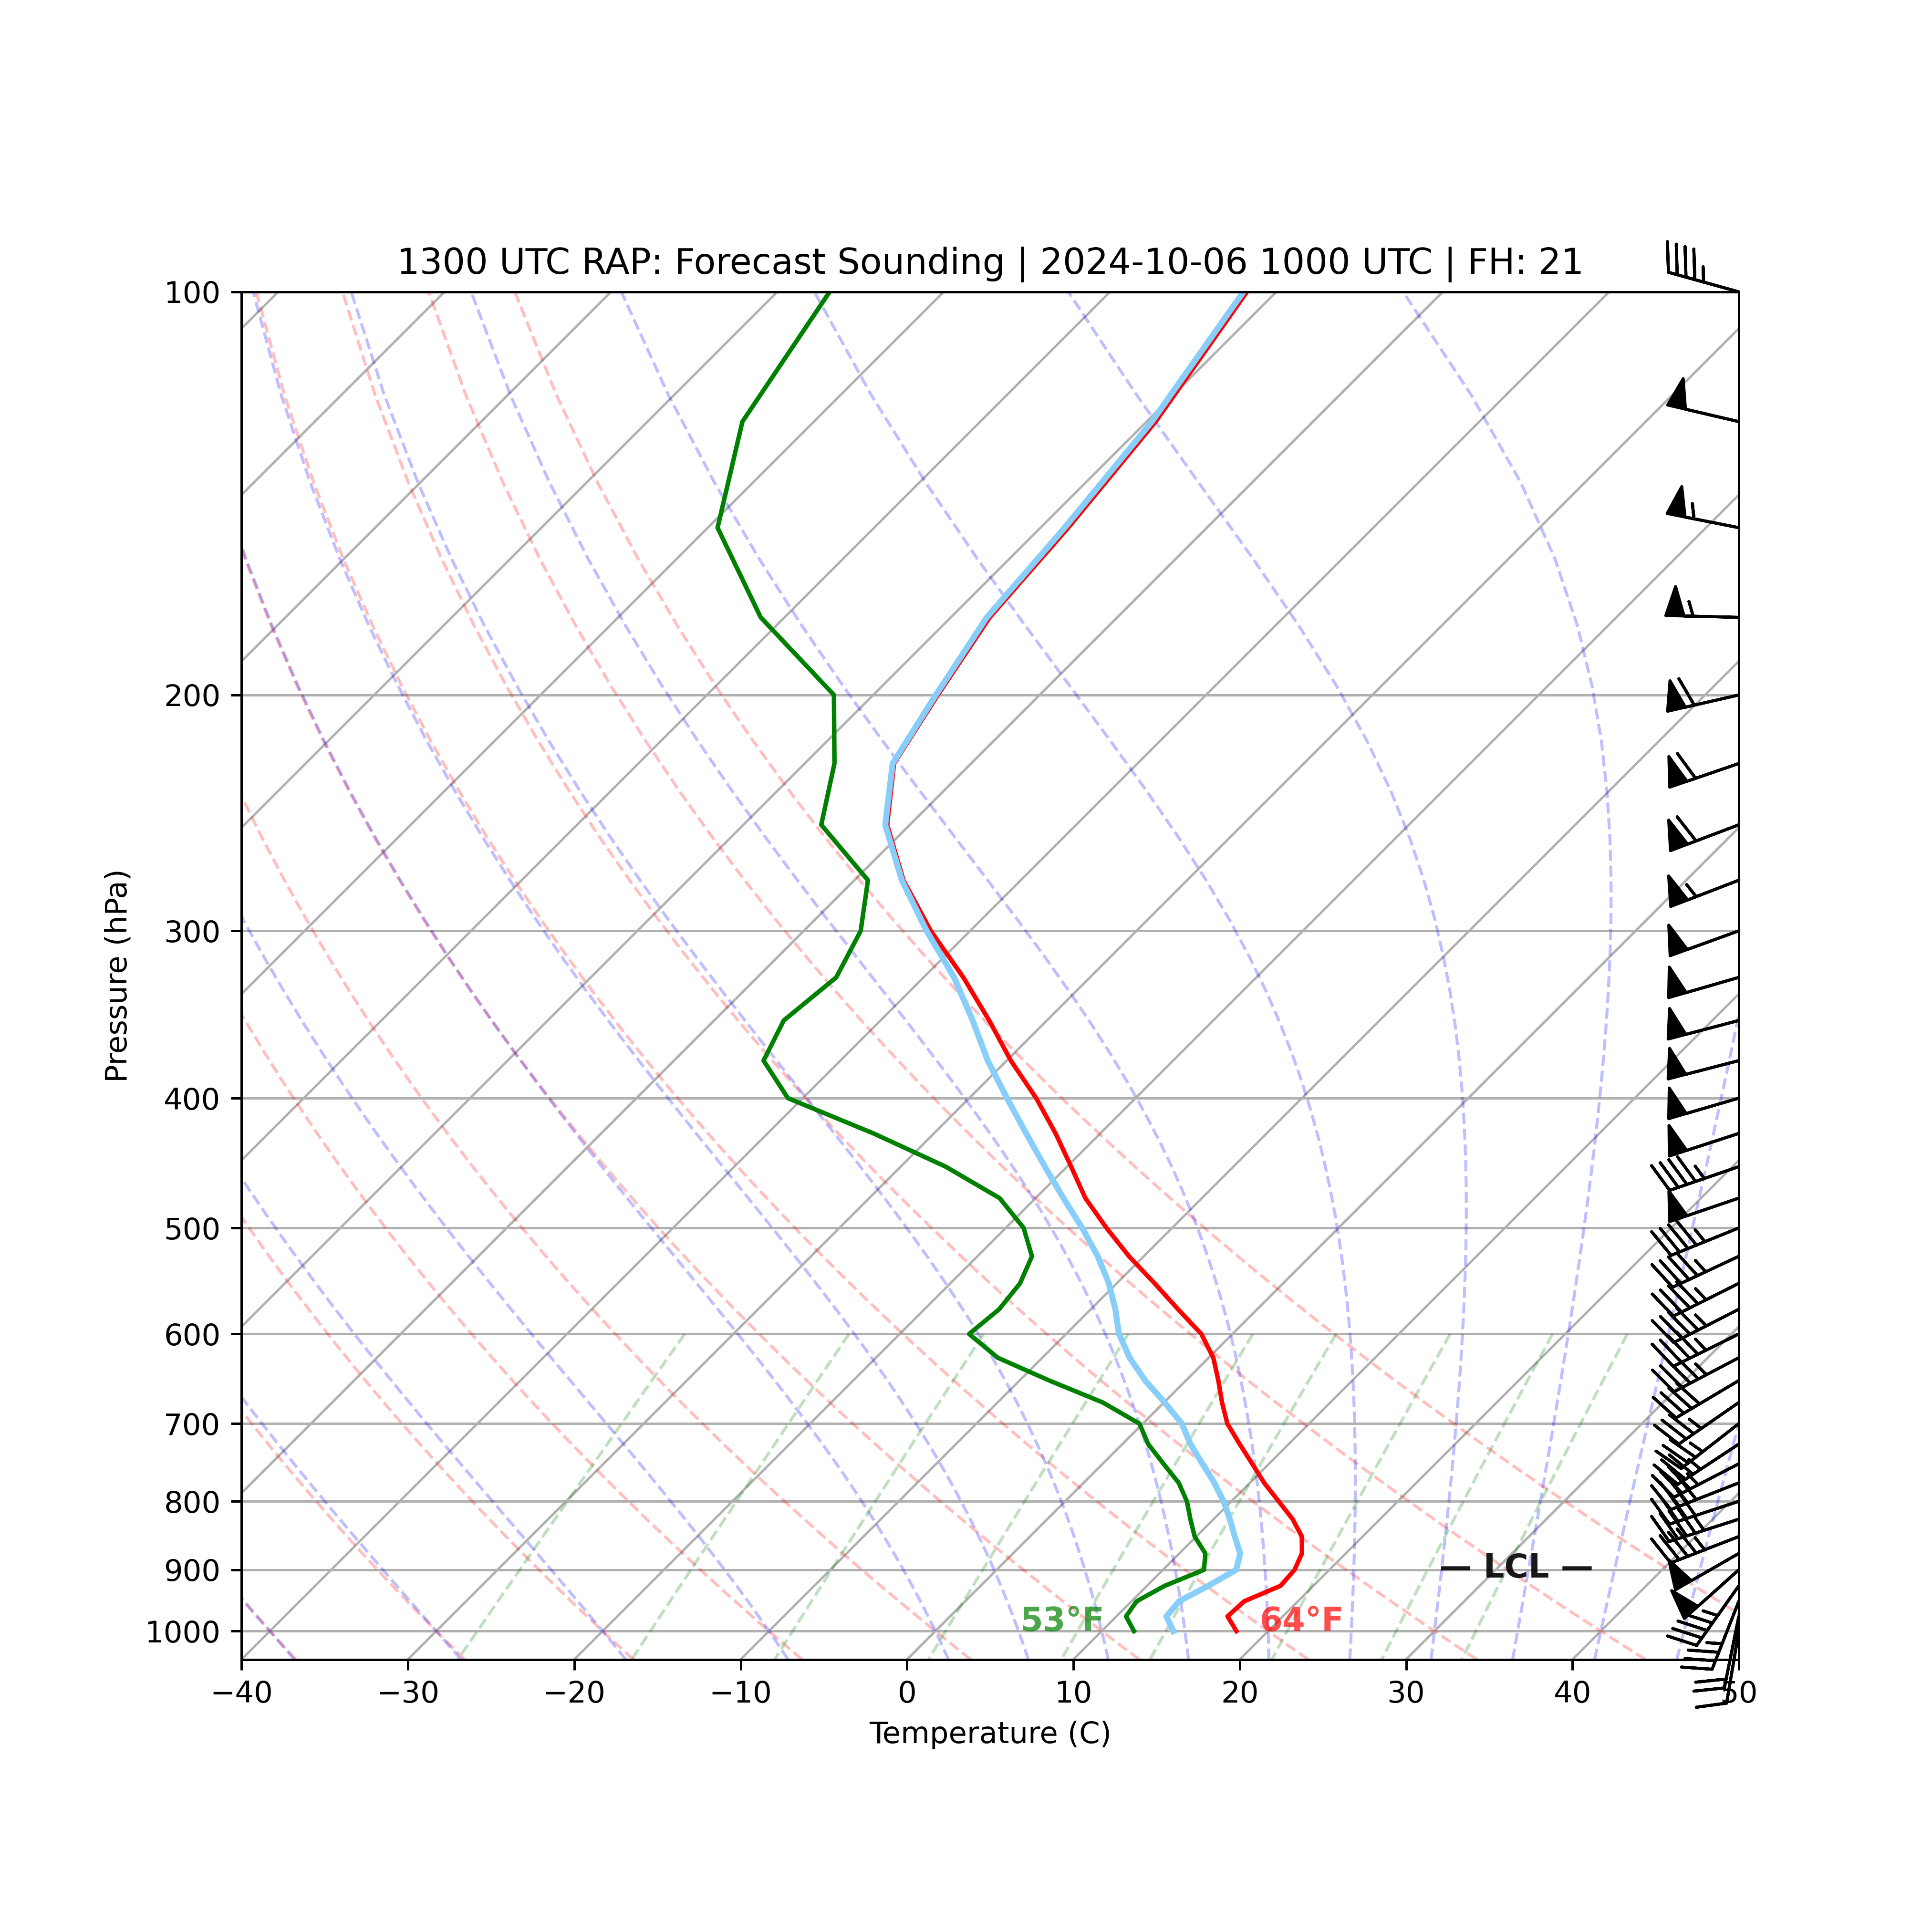 1300 UTC RAP: Forecast Sounding | 2024-10-06 1000 UTC | FH: 21
100
200
300
400
500
600
700
800
900
1000
Pressure (hPa)
— LCL —
53°F
64°F
−40 −30 −20 −10 0 10 20 30 40 50
Temperature (C)